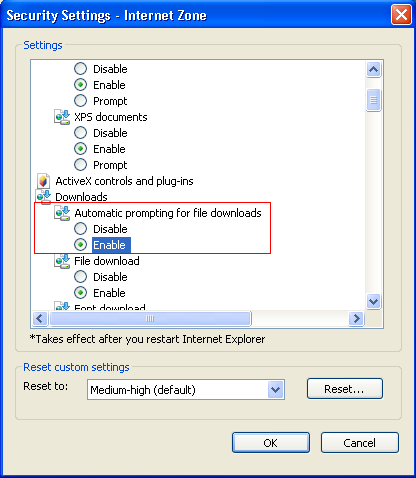 Security Settings - Internet Zone
Settings
Disable
Enable
Prompt
XPS documents
Disable
Enable
Prompt
ActiveX controls and plug-ins
Downloads
Automatic prompting for file downloads
Disable
Enable
File download
Disable
Enable
Font download
*Takes effect after you restart Internet Explorer
Reset custom settings
Reset to: Medium-high (default) Reset...
OK Cancel